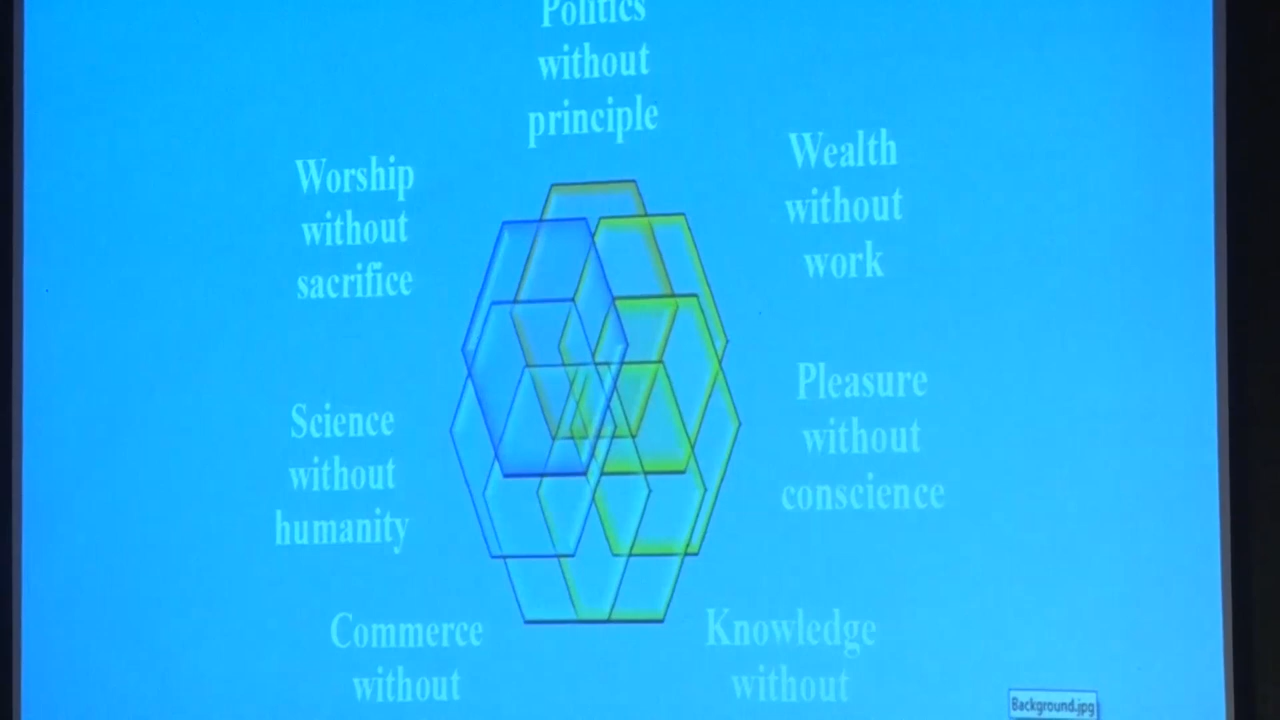 Politics
without
principle
Wealth
without
work
Pleasure
without
conscience
Knowledge
without
Commerce
without
Science
without
humanity
Worship
without
sacrifice
Background.jpg